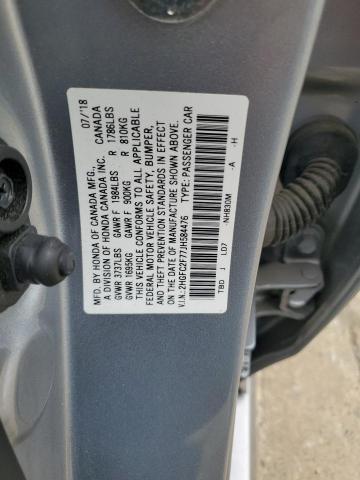 MFD. BY HONDA OF CANADA MFG. 07/'18
A DIVISION OF HONDA CANADA INC. CANADA
GVWR 3737LBS GAWR F 1984LBS R 1786LBS
GVWR 1695KG GAWR F 900KG R 810KG
THIS VEHICLE CONFORMS TO ALL APPLICABLE
FEDERAL MOTOR VEHICLE SAFETY, BUMPER,
AND THEFT PREVENTION STANDARDS IN EFFECT
ON THE DATE OF MANUFACTURE SHOWN ABOVE.
V.I.N.: 2HGFC2F77JH584476 TYPE: PASSENGER CAR
TBD J LD7 -NH830M -A -H